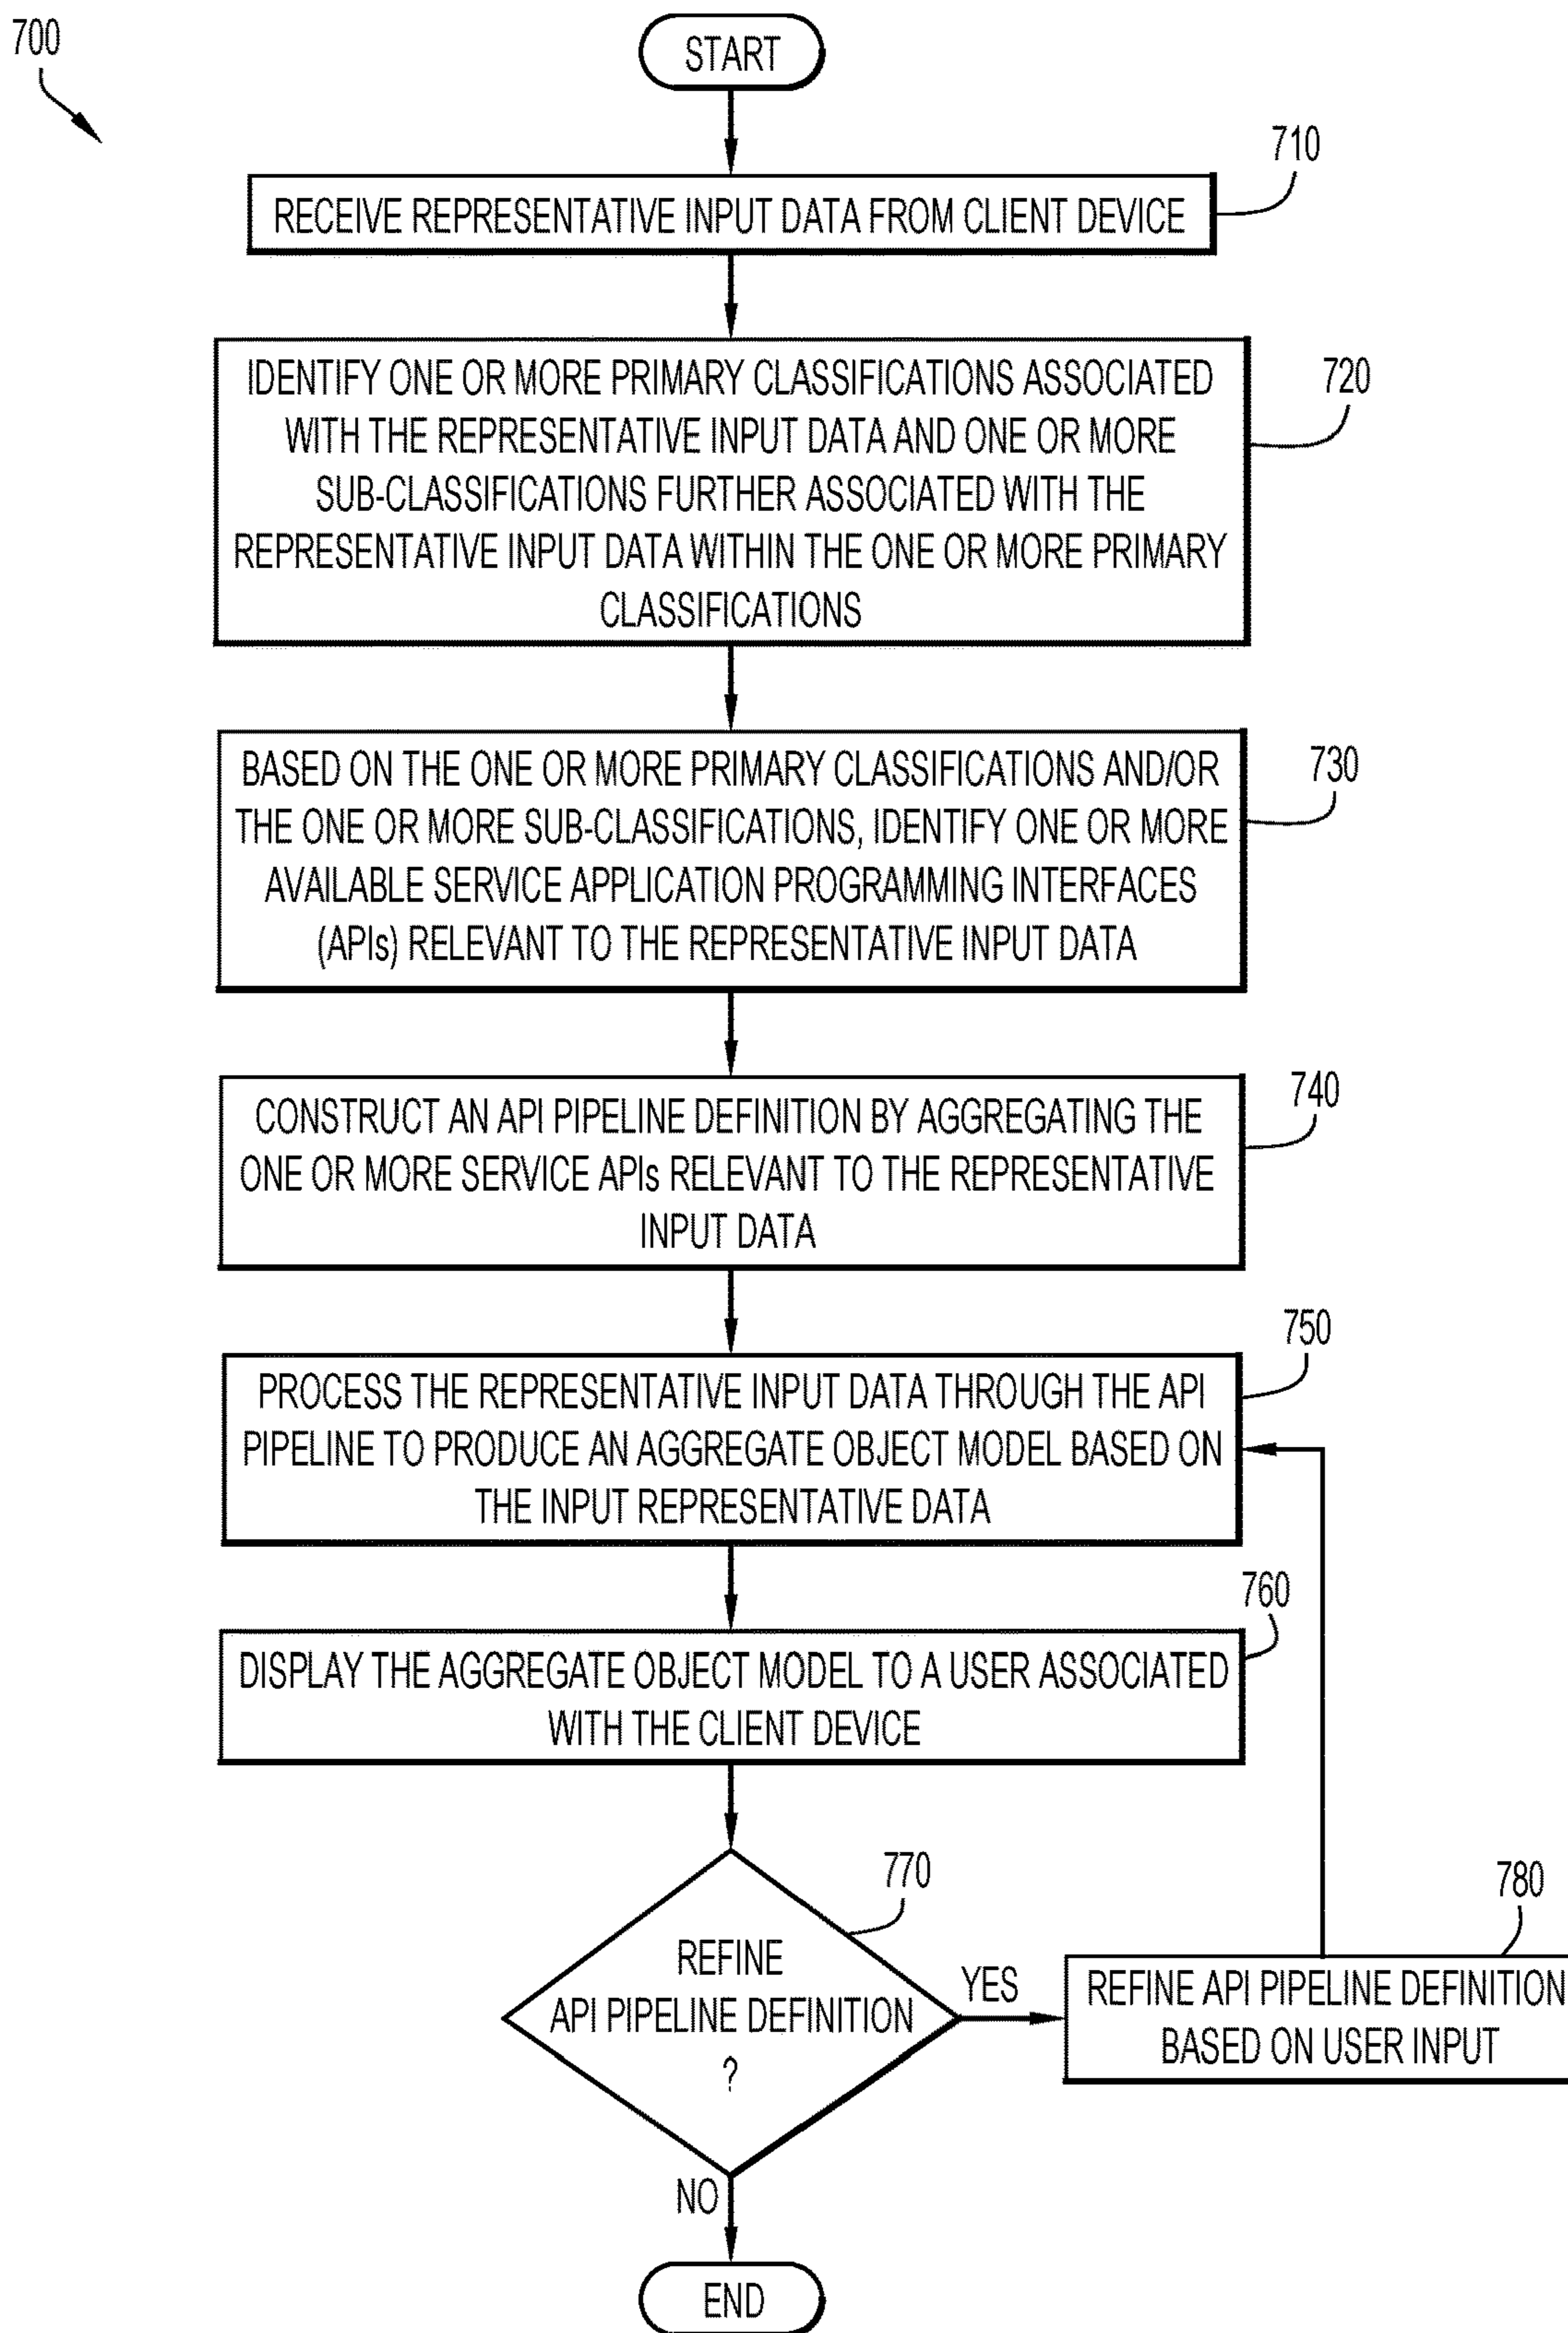 700
START
710
RECEIVE REPRESENTATIVE INPUT DATA FROM CLIENT DEVICE
720
IDENTIFY ONE OR MORE PRIMARY CLASSIFICATIONS ASSOCIATED
WITH THE REPRESENTATIVE INPUT DATA AND ONE OR MORE
SUB-CLASSIFICATIONS FURTHER ASSOCIATED WITH THE
REPRESENTATIVE INPUT DATA WITHIN THE ONE OR MORE PRIMARY
CLASSIFICATIONS
730
BASED ON THE ONE OR MORE PRIMARY CLASSIFICATIONS AND/OR
THE ONE OR MORE SUB-CLASSIFICATIONS, IDENTIFY ONE OR MORE
AVAILABLE SERVICE APPLICATION PROGRAMMING INTERFACES
(APIs) RELEVANT TO THE REPRESENTATIVE INPUT DATA
740
CONSTRUCT AN API PIPELINE DEFINITION BY AGGREGATING THE
ONE OR MORE SERVICE APIs RELEVANT TO THE REPRESENTATIVE
INPUT DATA
750
PROCESS THE REPRESENTATIVE INPUT DATA THROUGH THE API
PIPELINE TO PRODUCE AN AGGREGATE OBJECT MODEL BASED ON
THE INPUT REPRESENTATIVE DATA
760
DISPLAY THE AGGREGATE OBJECT MODEL TO A USER ASSOCIATED
WITH THE CLIENT DEVICE
770
REFINE
API PIPELINE DEFINITION
?
YES
780
REFINE API PIPELINE DEFINITION
BASED ON USER INPUT
NO
END